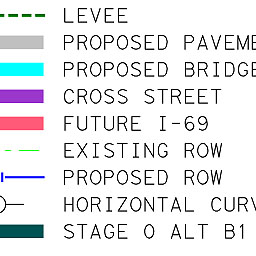 LEVEE
PROPOSED PAVEME
PROPOSED BRIDGE
CROSS STREET
FUTURE I-69
EXISTING ROW
PROPOSED ROW
HORIZONTAL CURV
STAGE 0 ALT B1